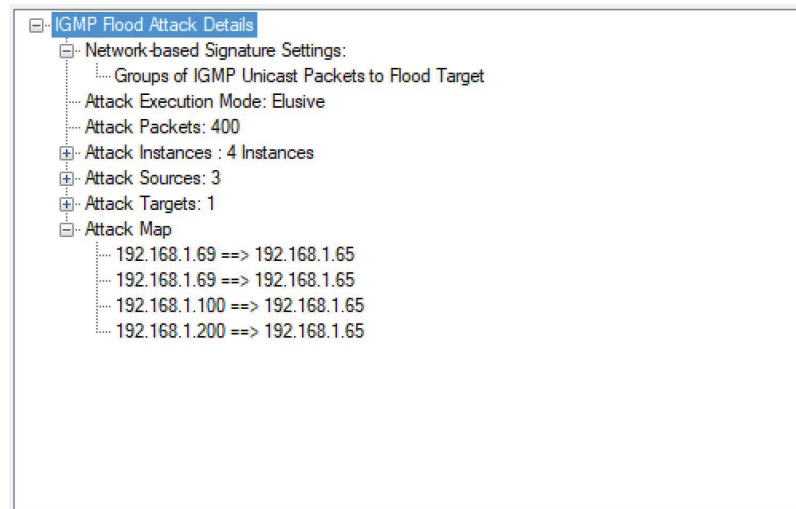 IGMP Flood Attack Details
Network-based Signature Settings:
Groups of IGMP Unicast Packets to Flood Target
Attack Execution Mode: Elusive
Attack Packets: 400
Attack Instances : 4 Instances
Attack Sources: 3
Attack Targets: 1
Attack Map
192.168.1.69 ==> 192.168.1.65
192.168.1.69 ==> 192.168.1.65
192.168.1.100 ==> 192.168.1.65
192.168.1.200 ==> 192.168.1.65